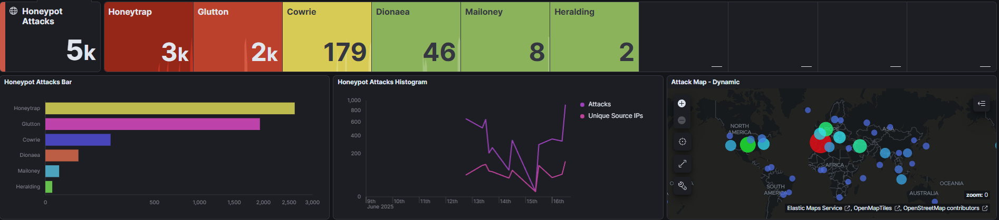 Honeypot
Attacks
5k
Honeytrap
3k
Glutton
2k
Cowrie
179
Dionaea
46
Mailoney
8
Heralding
2
Honeypot Attacks Bar
Honeytrap
Glutton
Cowrie
Dionaea
Mailoney
Heralding
0 500 1,000 1,500 2,000 2,500 3,000
Honeypot Attacks Histogram
1,000
800
600
400
200
0
9th 10th 11th 12th 13th 14th 15th 16th
June 2025
Attacks
Unique Source IPs
Attack Map - Dynamic
NORTH
AMERICA
ASIA
AFRICA
SOUTH
AMERICA
OCEANIA
AUSTRALIA
zoom: 0
Elastic Maps Service , OpenMapTiles , OpenStreetMap contributors